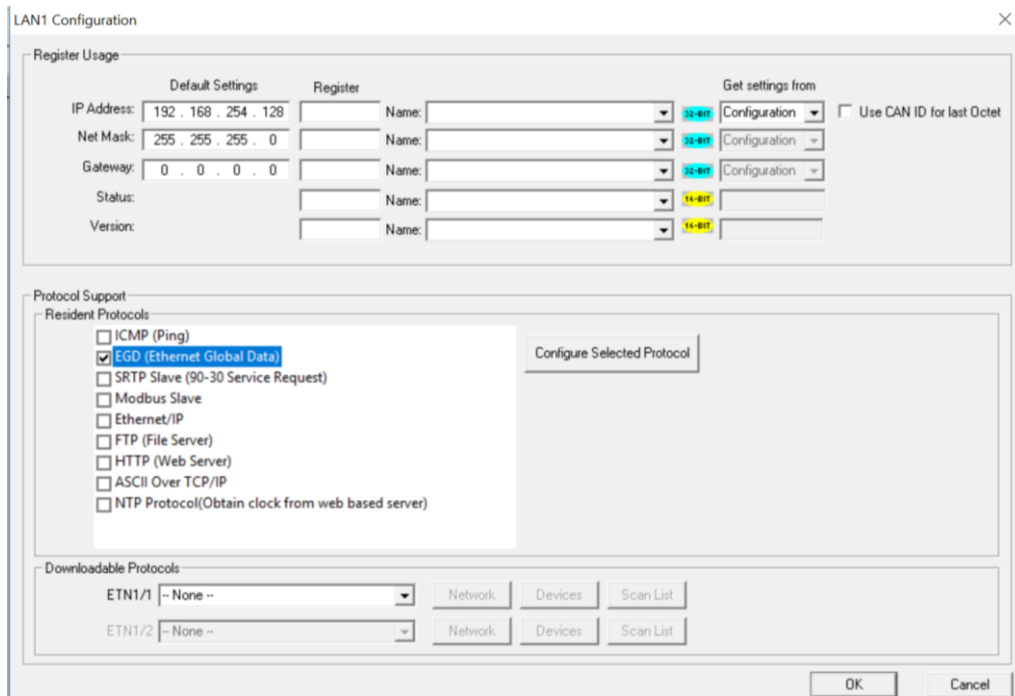 LAN1 Configuration
Register Usage
Default Settings Register Get settings from
IP Address: 192 . 168 . 254 . 128 Name: 32-BIT Configuration Use CAN ID for last Octet
Net Mask: 255 . 255 . 255 . 0 Name: 32-BIT Configuration
Gateway: 0 . 0 . 0 . 0 Name: 32-BIT Configuration
Status: Name: 16-BIT
Version: Name: 16-BIT
Protocol Support
Resident Protocols
ICMP (Ping)
EGD (Ethernet Global Data) Configure Selected Protocol
SRTP Slave (90-30 Service Request)
Modbus Slave
Ethernet/IP
FTP (File Server)
HTTP (Web Server)
ASCII Over TCP/IP
NTP Protocol(Obtain clock from web based server)
Downloadable Protocols
ETN1/1 -- None -- Network Devices Scan List
ETN1/2 -- None -- Network Devices Scan List
OK Cancel